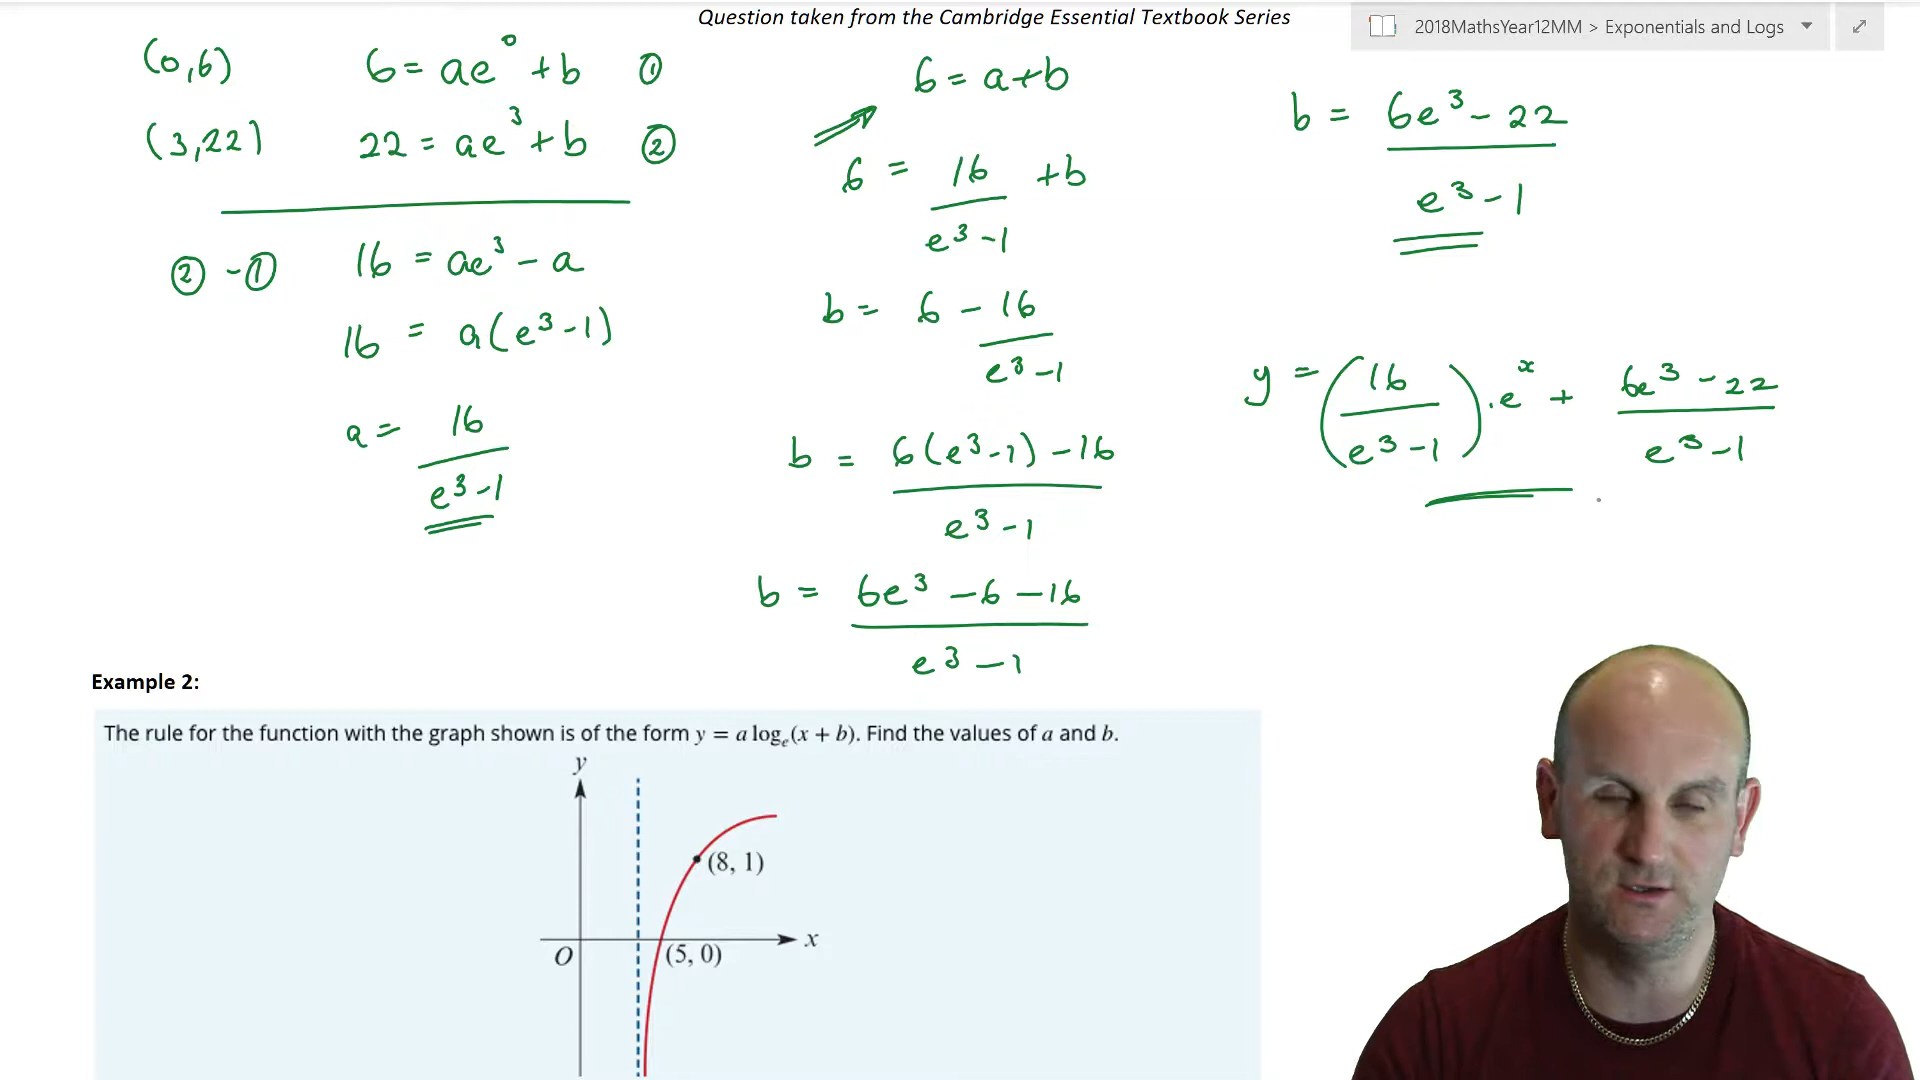 Question taken from the Cambridge Essential Textbook Series
2018MathsYear12MM > Exponentials and Logs
(0,6) 6 = ae⁰ + b ①
(3,22) 22 = ae³ + b ②
② - ① 16 = ae³ - a
16 = a(e³-1)
a = 16/(e³-1)
6 = a+b
6 = 16/(e³-1) + b
b = 6 - 16/(e³-1)
b = (6(e³-1) - 16)/(e³-1)
b = (6e³ - 6 - 16)/(e³-1)
b = (6e³ - 22)/(e³-1)
y = (16/(e³-1)) . eˣ + (6e³ - 22)/(e³-1)
Example 2:
The rule for the function with the graph shown is of the form y = a logₑ(x + b). Find the values of a and b.
y
(8, 1)
x
O
(5, 0)